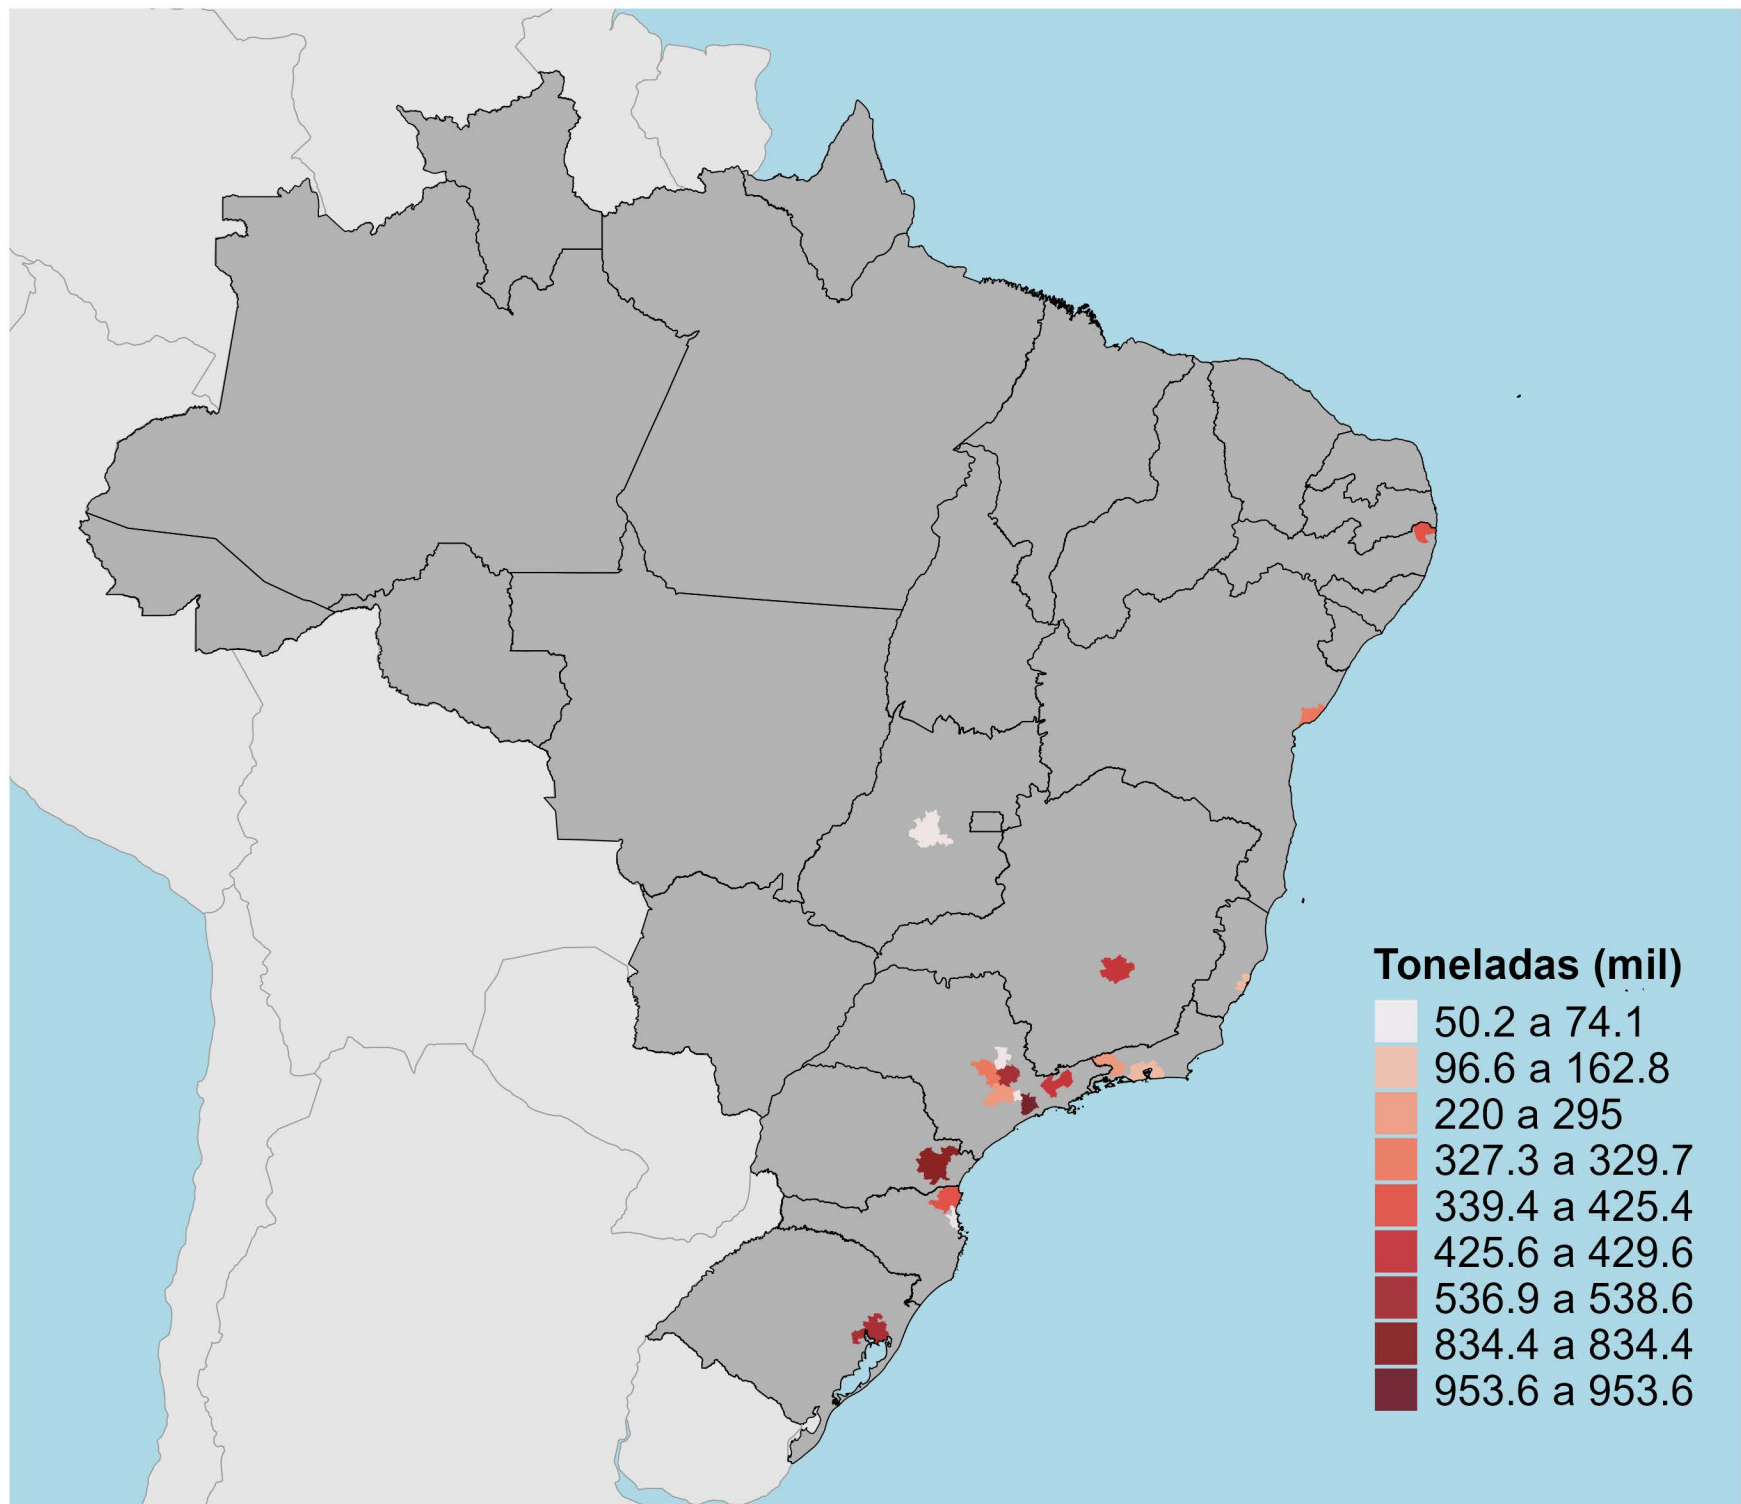 Toneladas (mil)
50.2 a 74.1
96.6 a 162.8
220 a 295
327.3 a 329.7
339.4 a 425.4
425.6 a 429.6
536.9 a 538.6
834.4 a 834.4
953.6 a 953.6